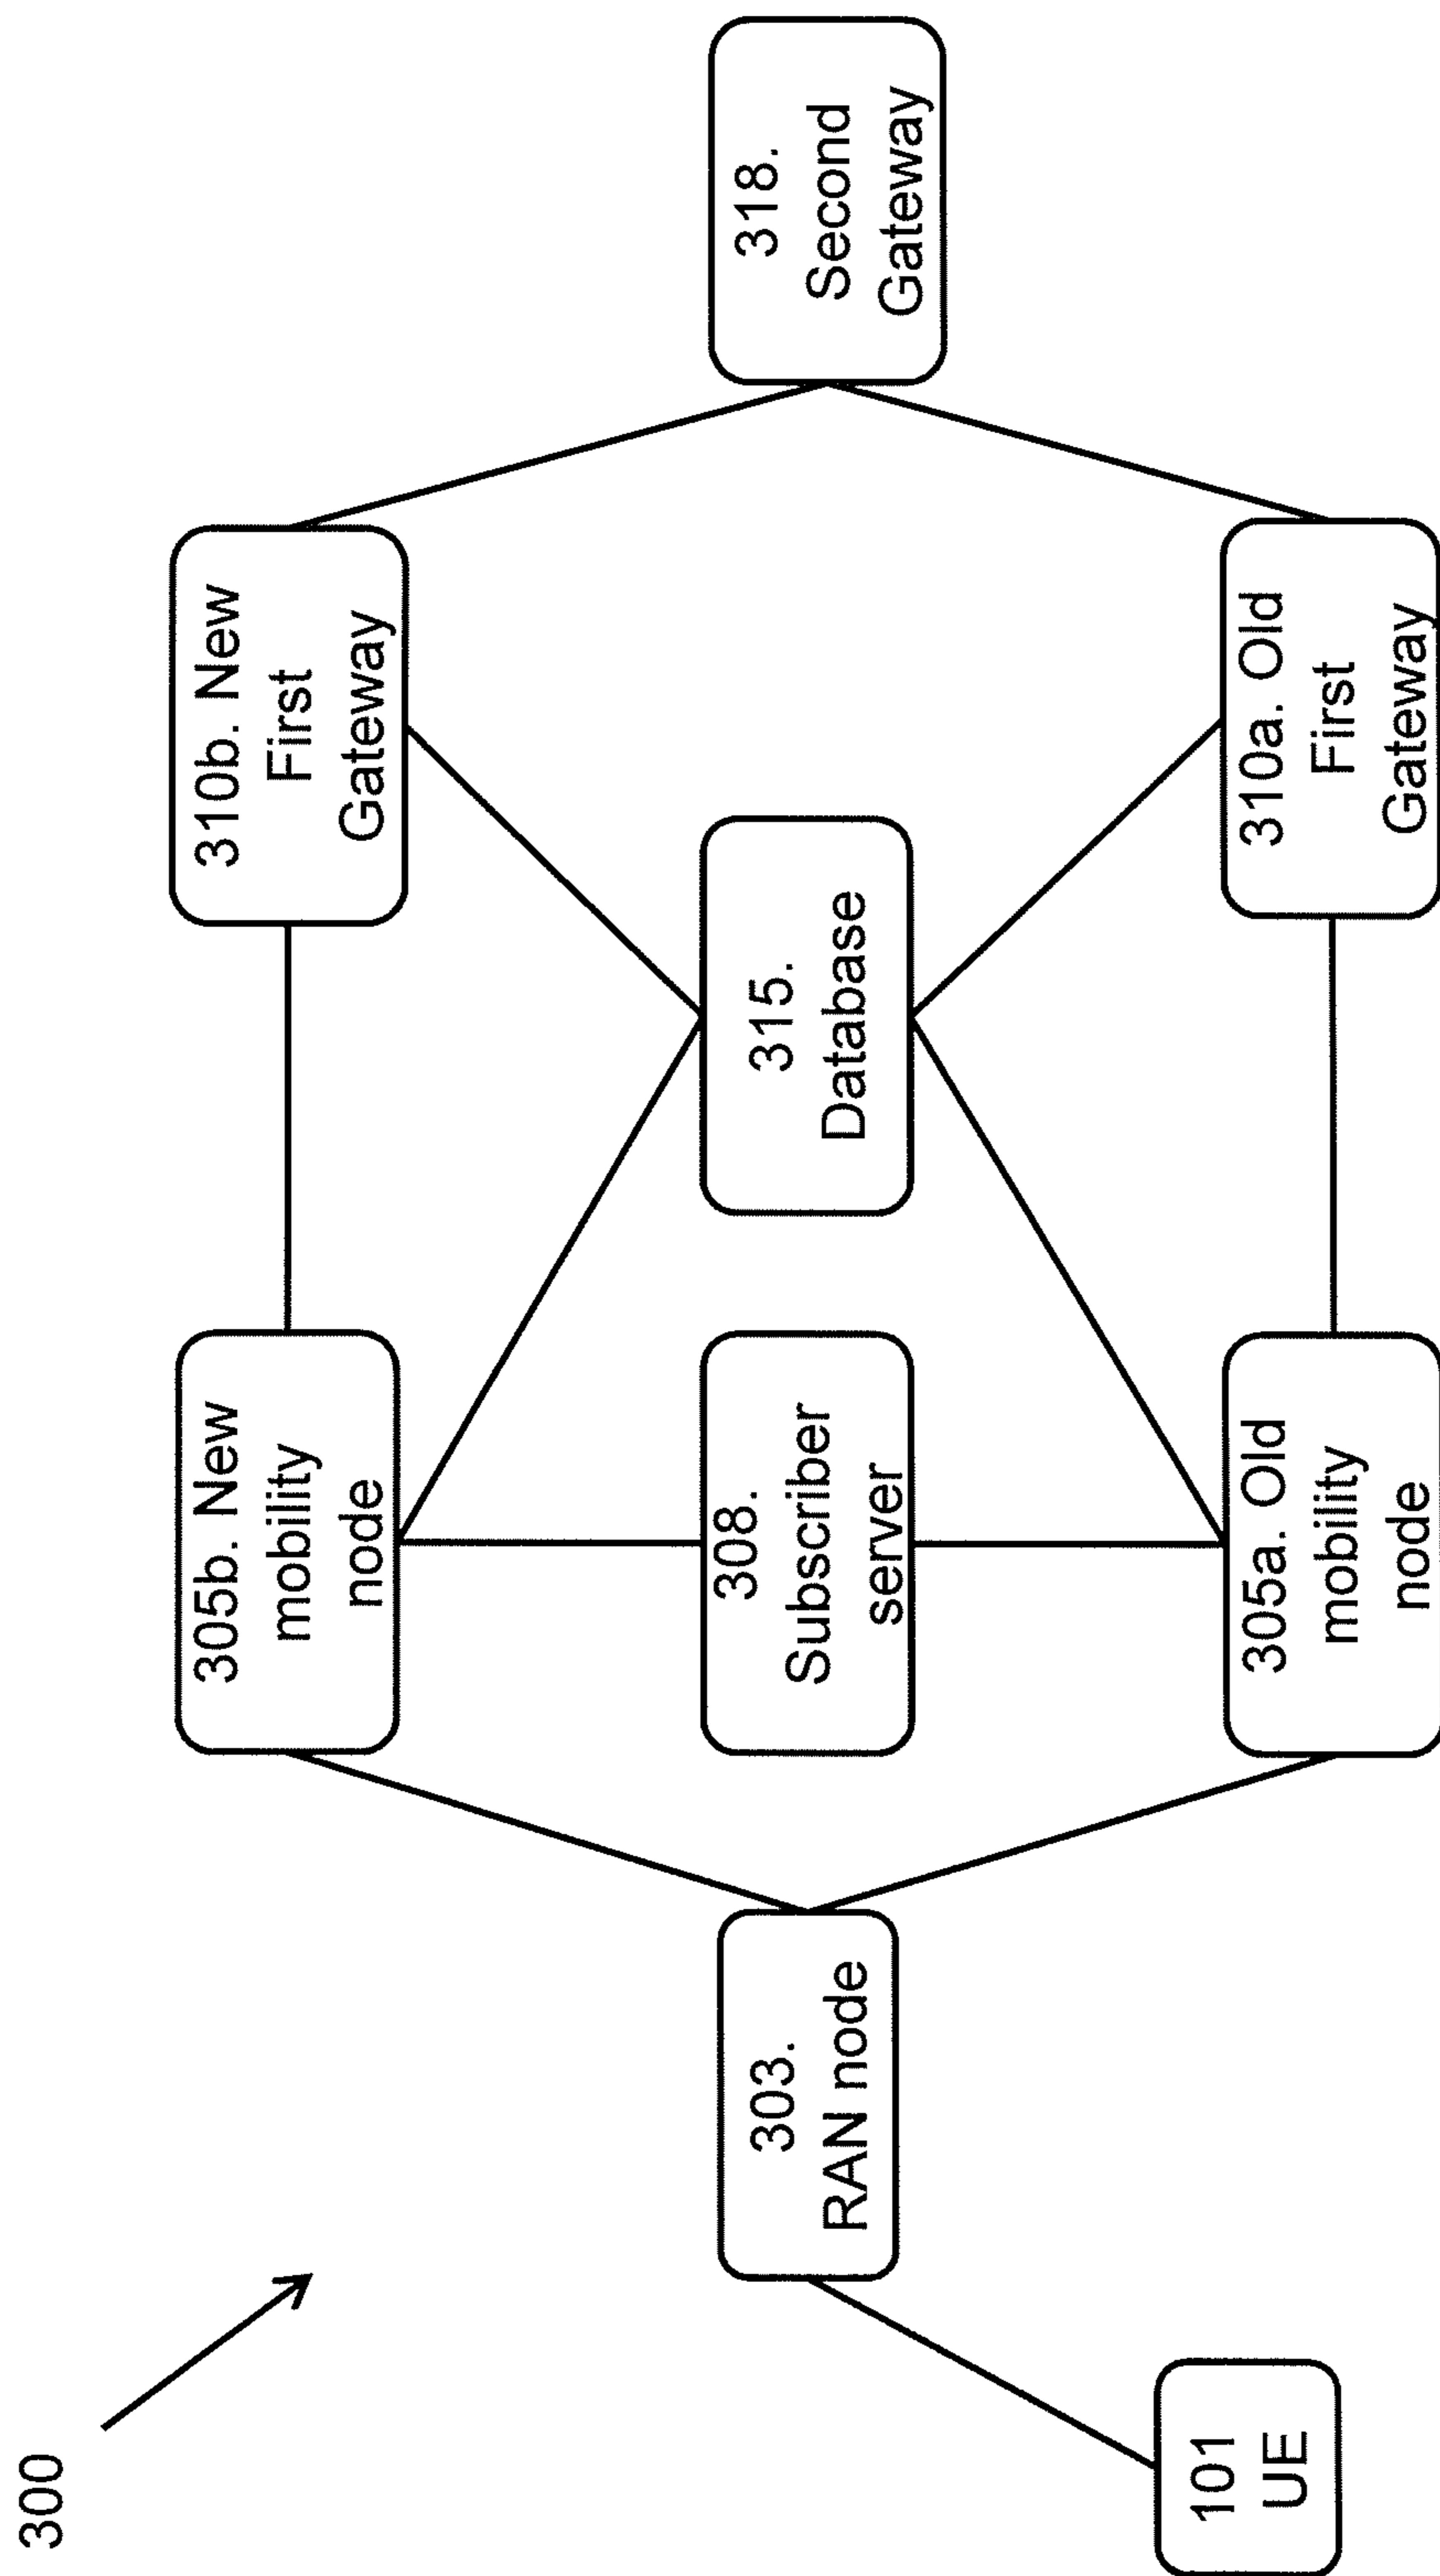 300
305b. New
mobility
node
310b. New
First
Gateway
303.
RAN node
308.
Subscriber
server
315.
Database
318.
Second
Gateway
101
UE
305a. Old
mobility
node
310a. Old
First
Gateway